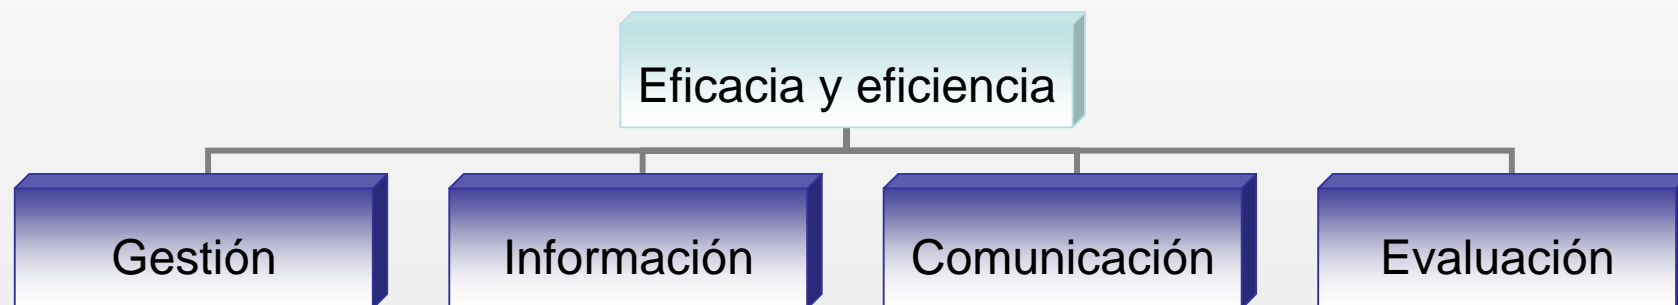 Eficacia y eficiencia
Gestión
Información
Comunicación
Evaluación